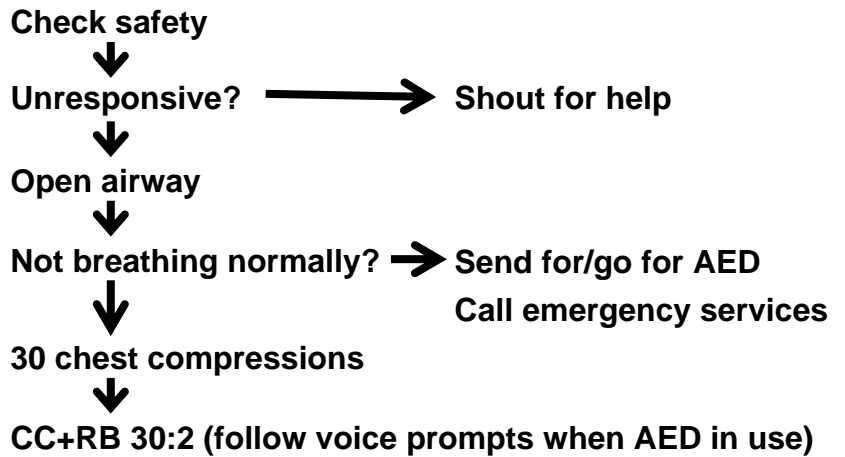 Check safety
Unresponsive?
Shout for help
Open airway
Not breathing normally?
Send for/go for AED
Call emergency services
30 chest compressions
CC+RB 30:2 (follow voice prompts when AED in use)